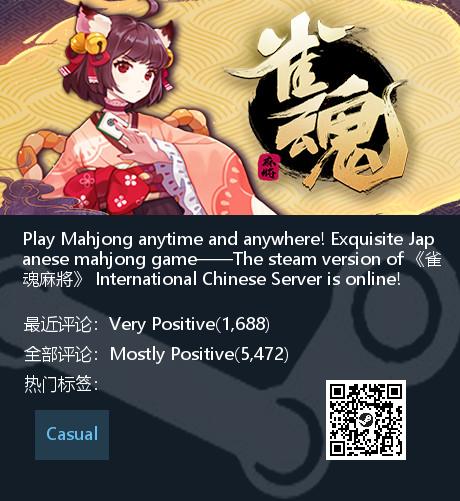 雀魂
麻将
Play Mahjong anytime and anywhere! Exquisite Jap
anese mahjong game——The steam version of《雀
魂麻將》 International Chinese Server is online!
最近评论：Very Positive(1,688)
全部评论：Mostly Positive(5,472)
热门标签：
Casual